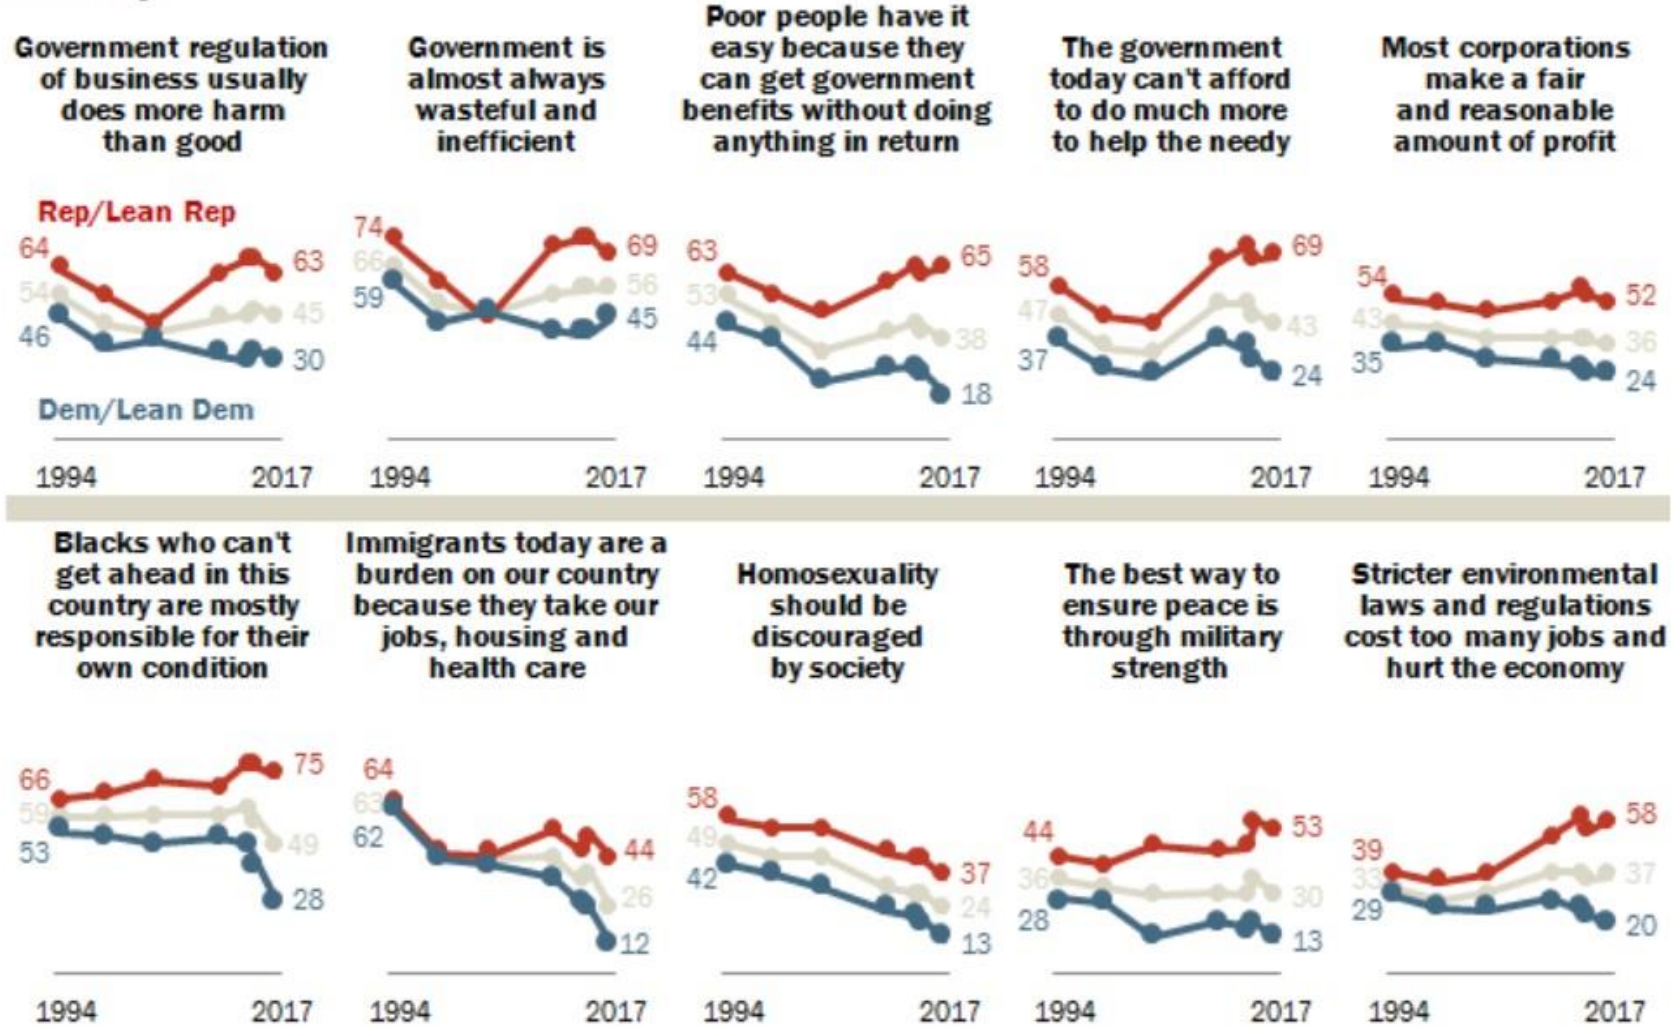 Government regulation
of business usually
does more harm
than good
Government is
almost always
wasteful and
inefficient
Poor people have it
easy because they
can get government
benefits without doing
anything in return
The government
today can't afford
to do much more
to help the needy
Most corporations
make a fair
and reasonable
amount of profit
Rep/Lean Rep
64
63
54
45
46
30
Dem/Lean Dem
1994
2017
74
69
66
56
59
45
1994
2017
63
65
53
38
44
18
1994
2017
58
69
47
43
37
24
1994
2017
54
52
43
36
35
24
1994
2017
Blacks who can't
get ahead in this
country are mostly
responsible for their
own condition
Immigrants today are a
burden on our country
because they take our
jobs, housing and
health care
Homosexuality
should be
discouraged
by society
The best way to
ensure peace is
through military
strength
Stricter environmental
laws and regulations
cost too many jobs and
hurt the economy
66
75
59
49
53
28
1994
2017
64
44
63
26
62
12
1994
2017
58
37
49
24
42
13
1994
2017
44
53
36
30
28
13
1994
2017
39
58
33
37
29
20
1994
2017